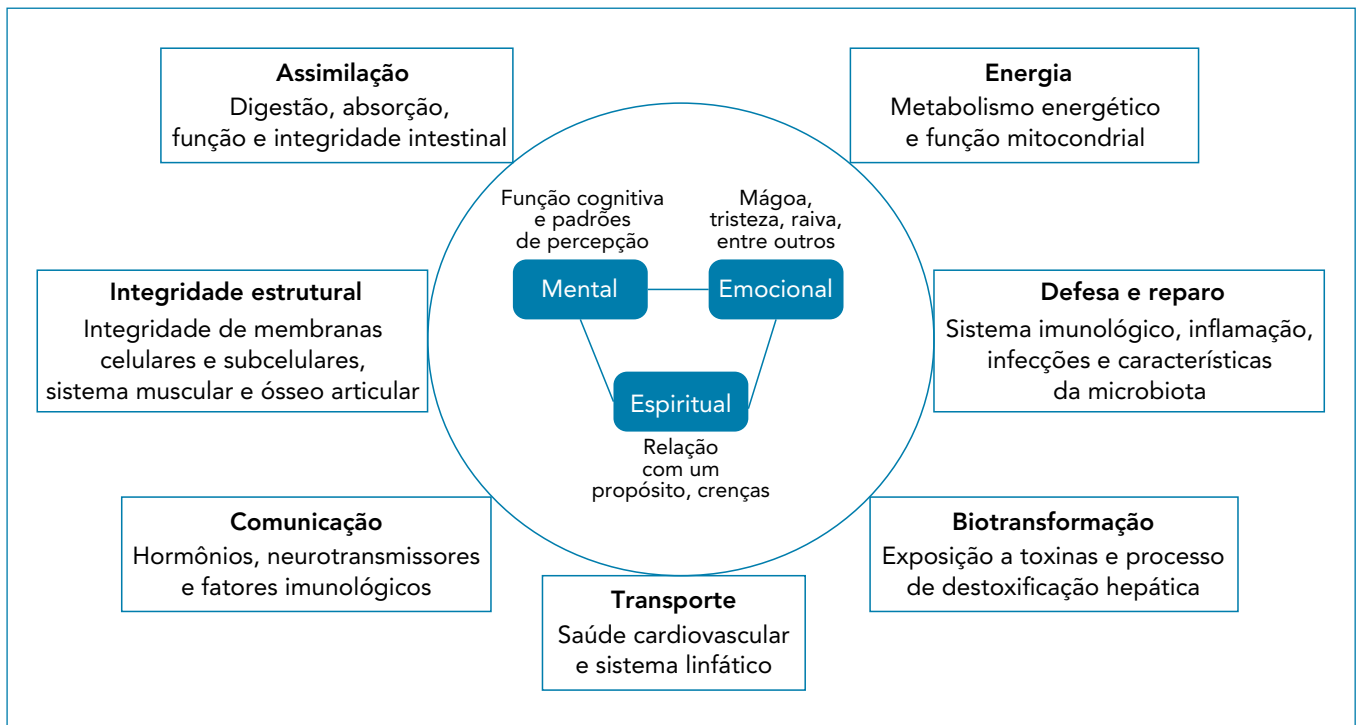 Assimilação
Digestão, absorção,
função e integridade intestinal
Energia
Metabolismo energético
e função mitocondrial
Função cognitiva
e padrões
de percepção
Mental
Mágoa,
tristeza, raiva,
entre outros
Emocional
Espiritual
Relação
com um
propósito, crenças
Integridade estrutural
Integridade de membranas
celulares e subcelulares,
sistema muscular e ósseo articular
Defesa e reparo
Sistema imunológico, inflamação,
infecções e características
da microbiota
Comunicação
Hormônios, neurotransmissores
e fatores imunológicos
Biotransformação
Exposição a toxinas e processo
de destoxificação hepática
Transporte
Saúde cardiovascular
e sistema linfático